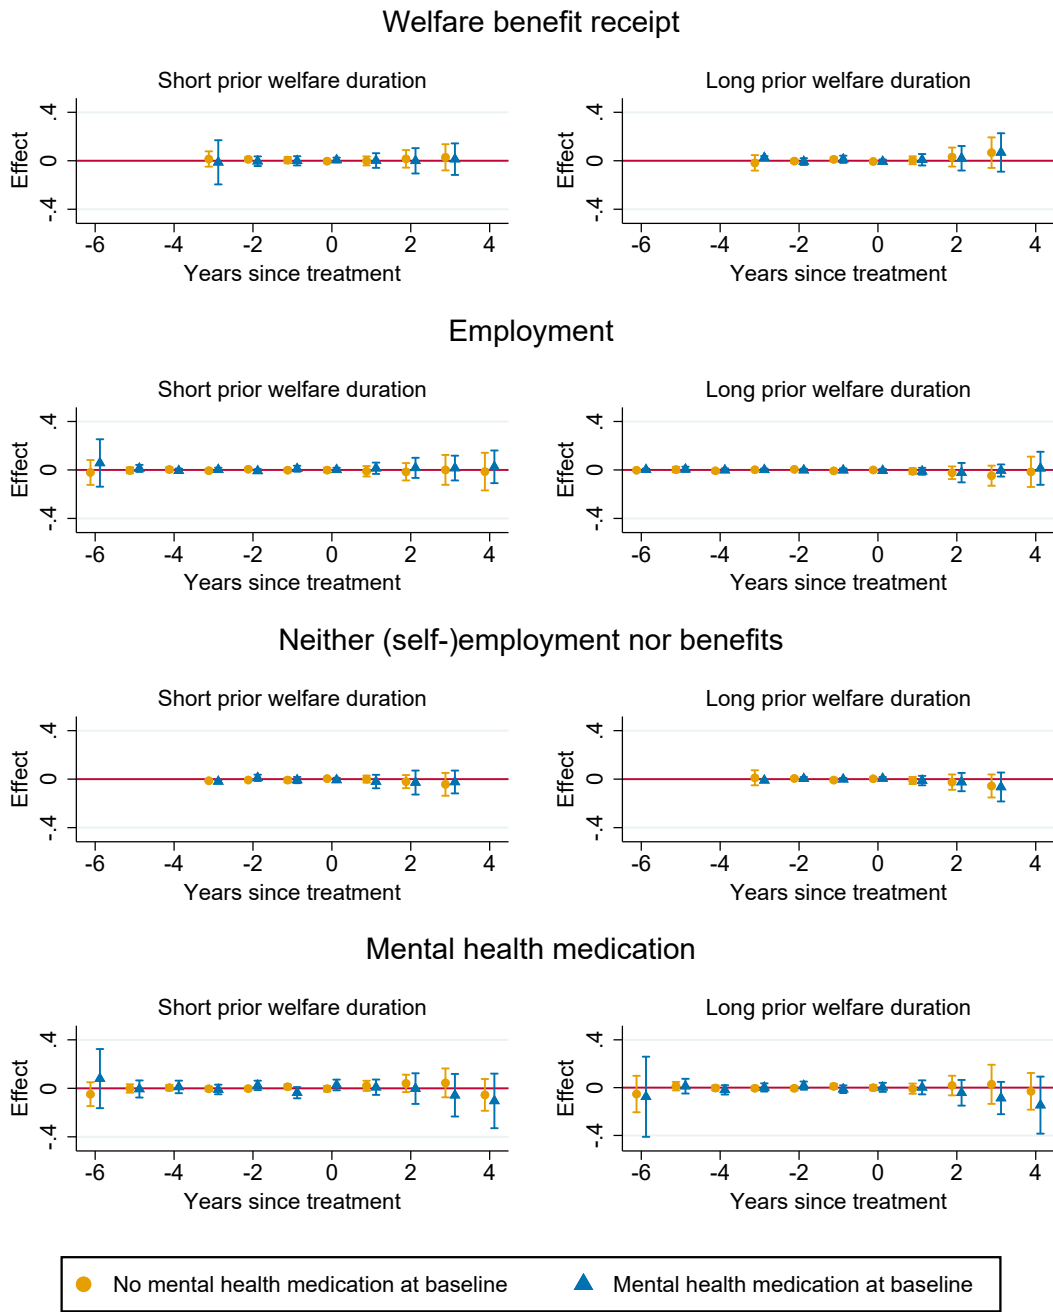 Welfare benefit receipt
Short prior welfare duration
Effect
.4
0
-.4
-6 -4 -2 0 2 4
Years since treatment
Long prior welfare duration
Effect
.4
0
-.4
-6 -4 -2 0 2 4
Years since treatment
Employment
Short prior welfare duration
Effect
.4
0
-.4
-6 -4 -2 0 2 4
Years since treatment
Long prior welfare duration
Effect
.4
0
-.4
-6 -4 -2 0 2 4
Years since treatment
Neither (self-)employment nor benefits
Short prior welfare duration
Effect
.4
0
-.4
-6 -4 -2 0 2 4
Years since treatment
Long prior welfare duration
Effect
.4
0
-.4
-6 -4 -2 0 2 4
Years since treatment
Mental health medication
Short prior welfare duration
Effect
.4
0
-.4
-6 -4 -2 0 2 4
Years since treatment
Long prior welfare duration
Effect
.4
0
-.4
-6 -4 -2 0 2 4
Years since treatment
No mental health medication at baseline
Mental health medication at baseline